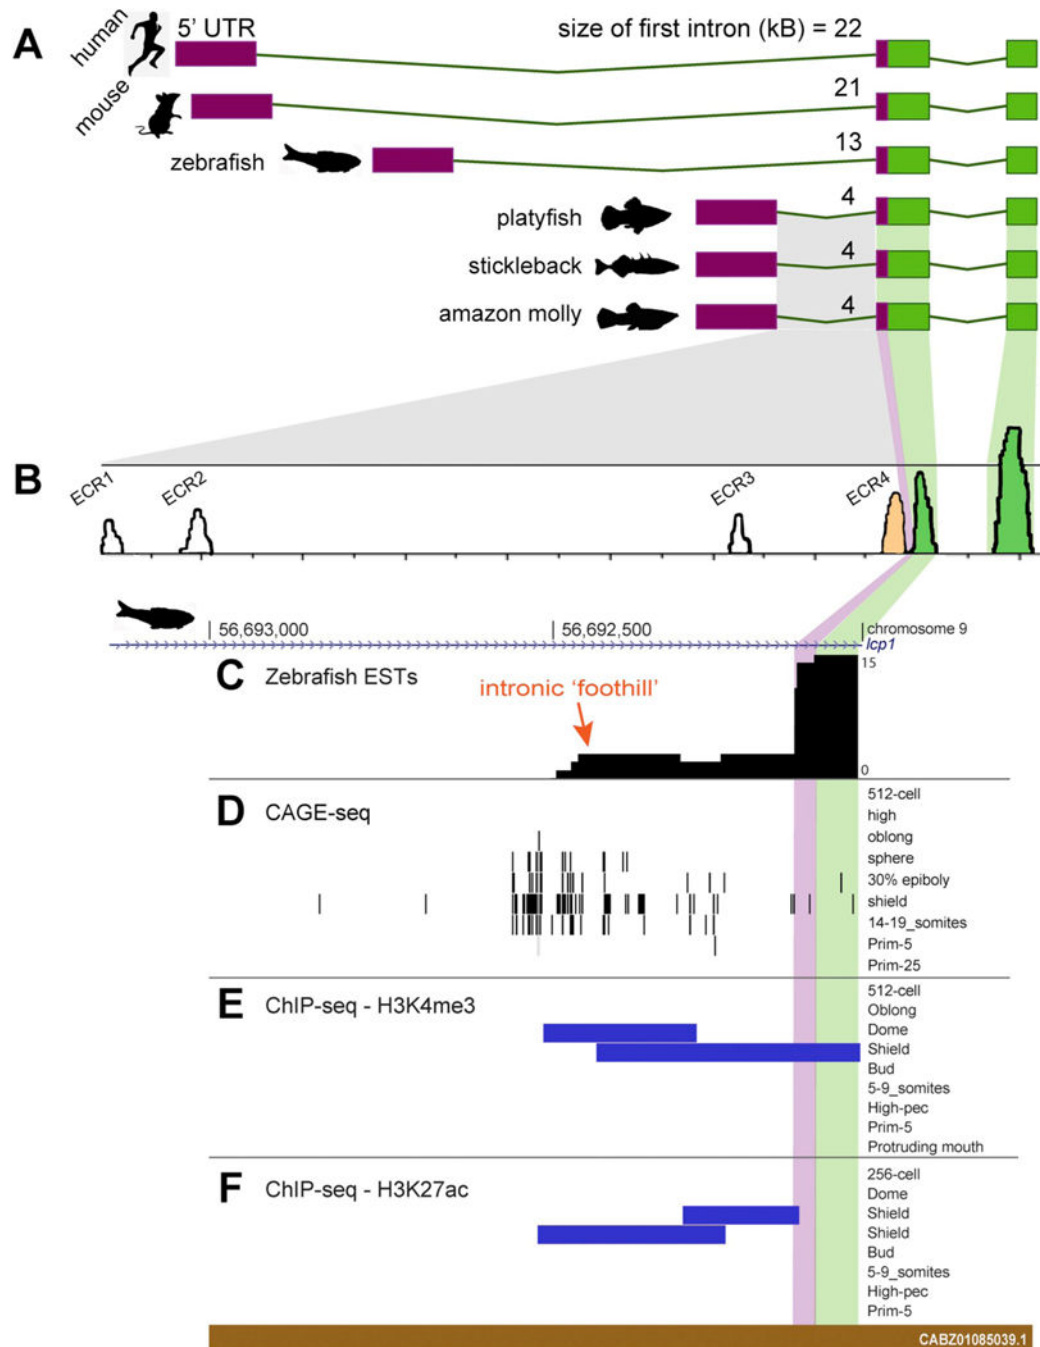 A
human
5' UTR
size of first intron (kB) = 22
mouse
21
zebrafish
13
platyfish
4
stickleback
4
amazon molly
4
B
ECR1
ECR2
ECR3
ECR4
56,693,000
56,692,500
chromosome 9
lcp1
C
Zebrafish ESTs
15
intronic 'foothill'
0
D
CAGE-seq
512-cell
high
oblong
sphere
30% epiboly
shield
14-19_somites
Prim-5
Prim-25
E
ChIP-seq - H3K4me3
512-cell
Oblong
Dome
Shield
Bud
5-9_somites
High-pec
Prim-5
Protruding mouth
F
ChIP-seq - H3K27ac
256-cell
Dome
Shield
Shield
Bud
5-9_somites
High-pec
Prim-5
CABZ01085039.1